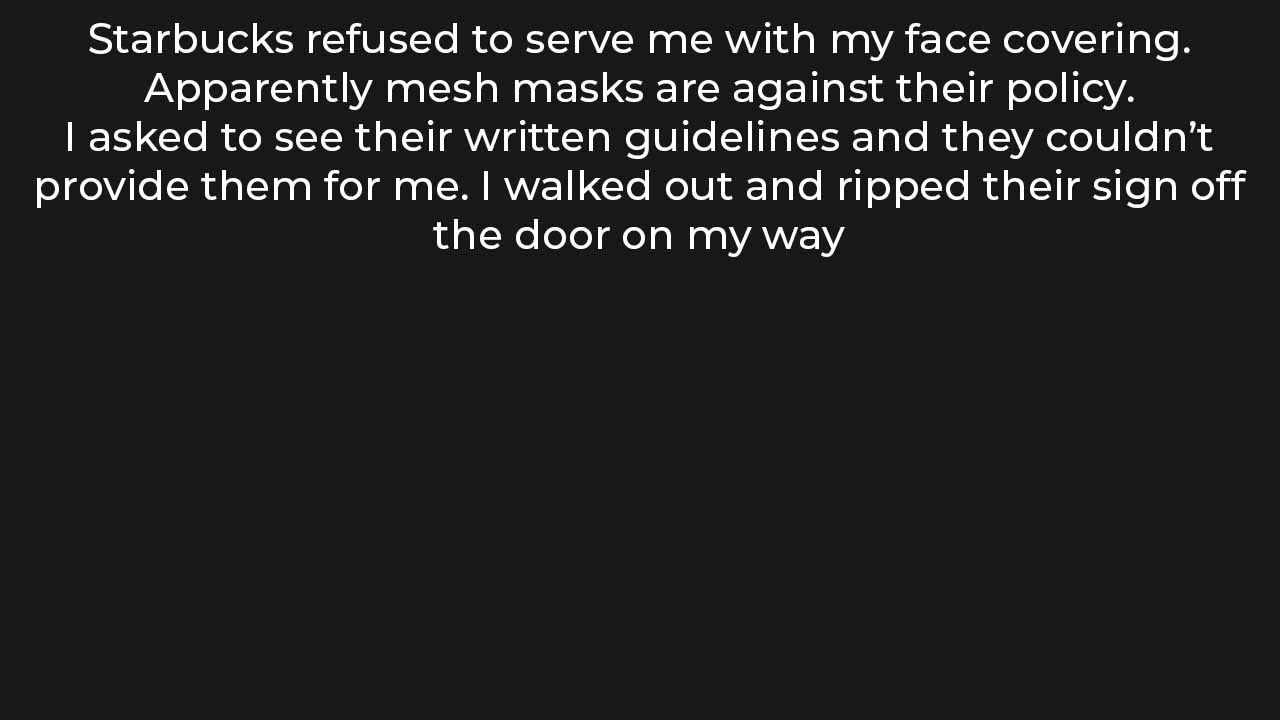 Starbucks refused to serve me with my face covering.
Apparently mesh masks are against their policy.
I asked to see their written guidelines and they couldn’t
provide them for me. I walked out and ripped their sign off
the door on my way